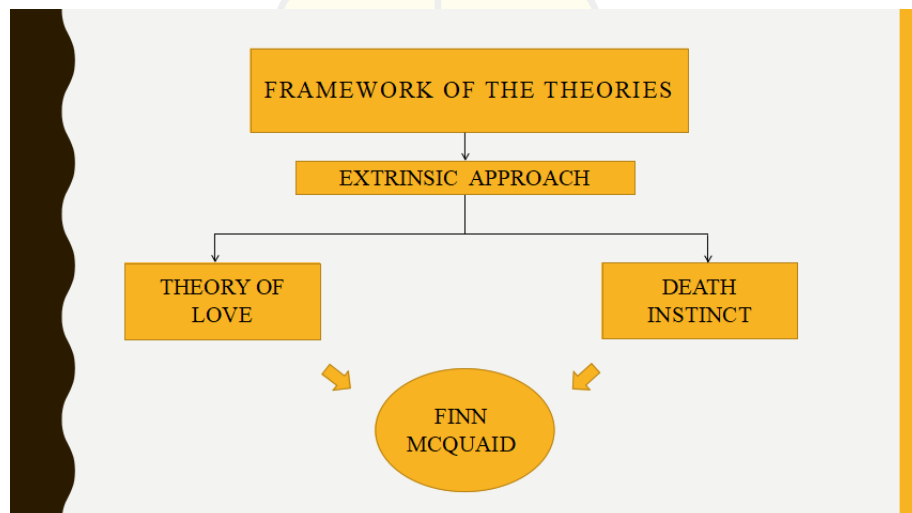 FRAMEWORK OF THE THEORIES
EXTRINSIC APPROACH
THEORY OF
LOVE
DEATH
INSTINCT
FINN
MCQUAID